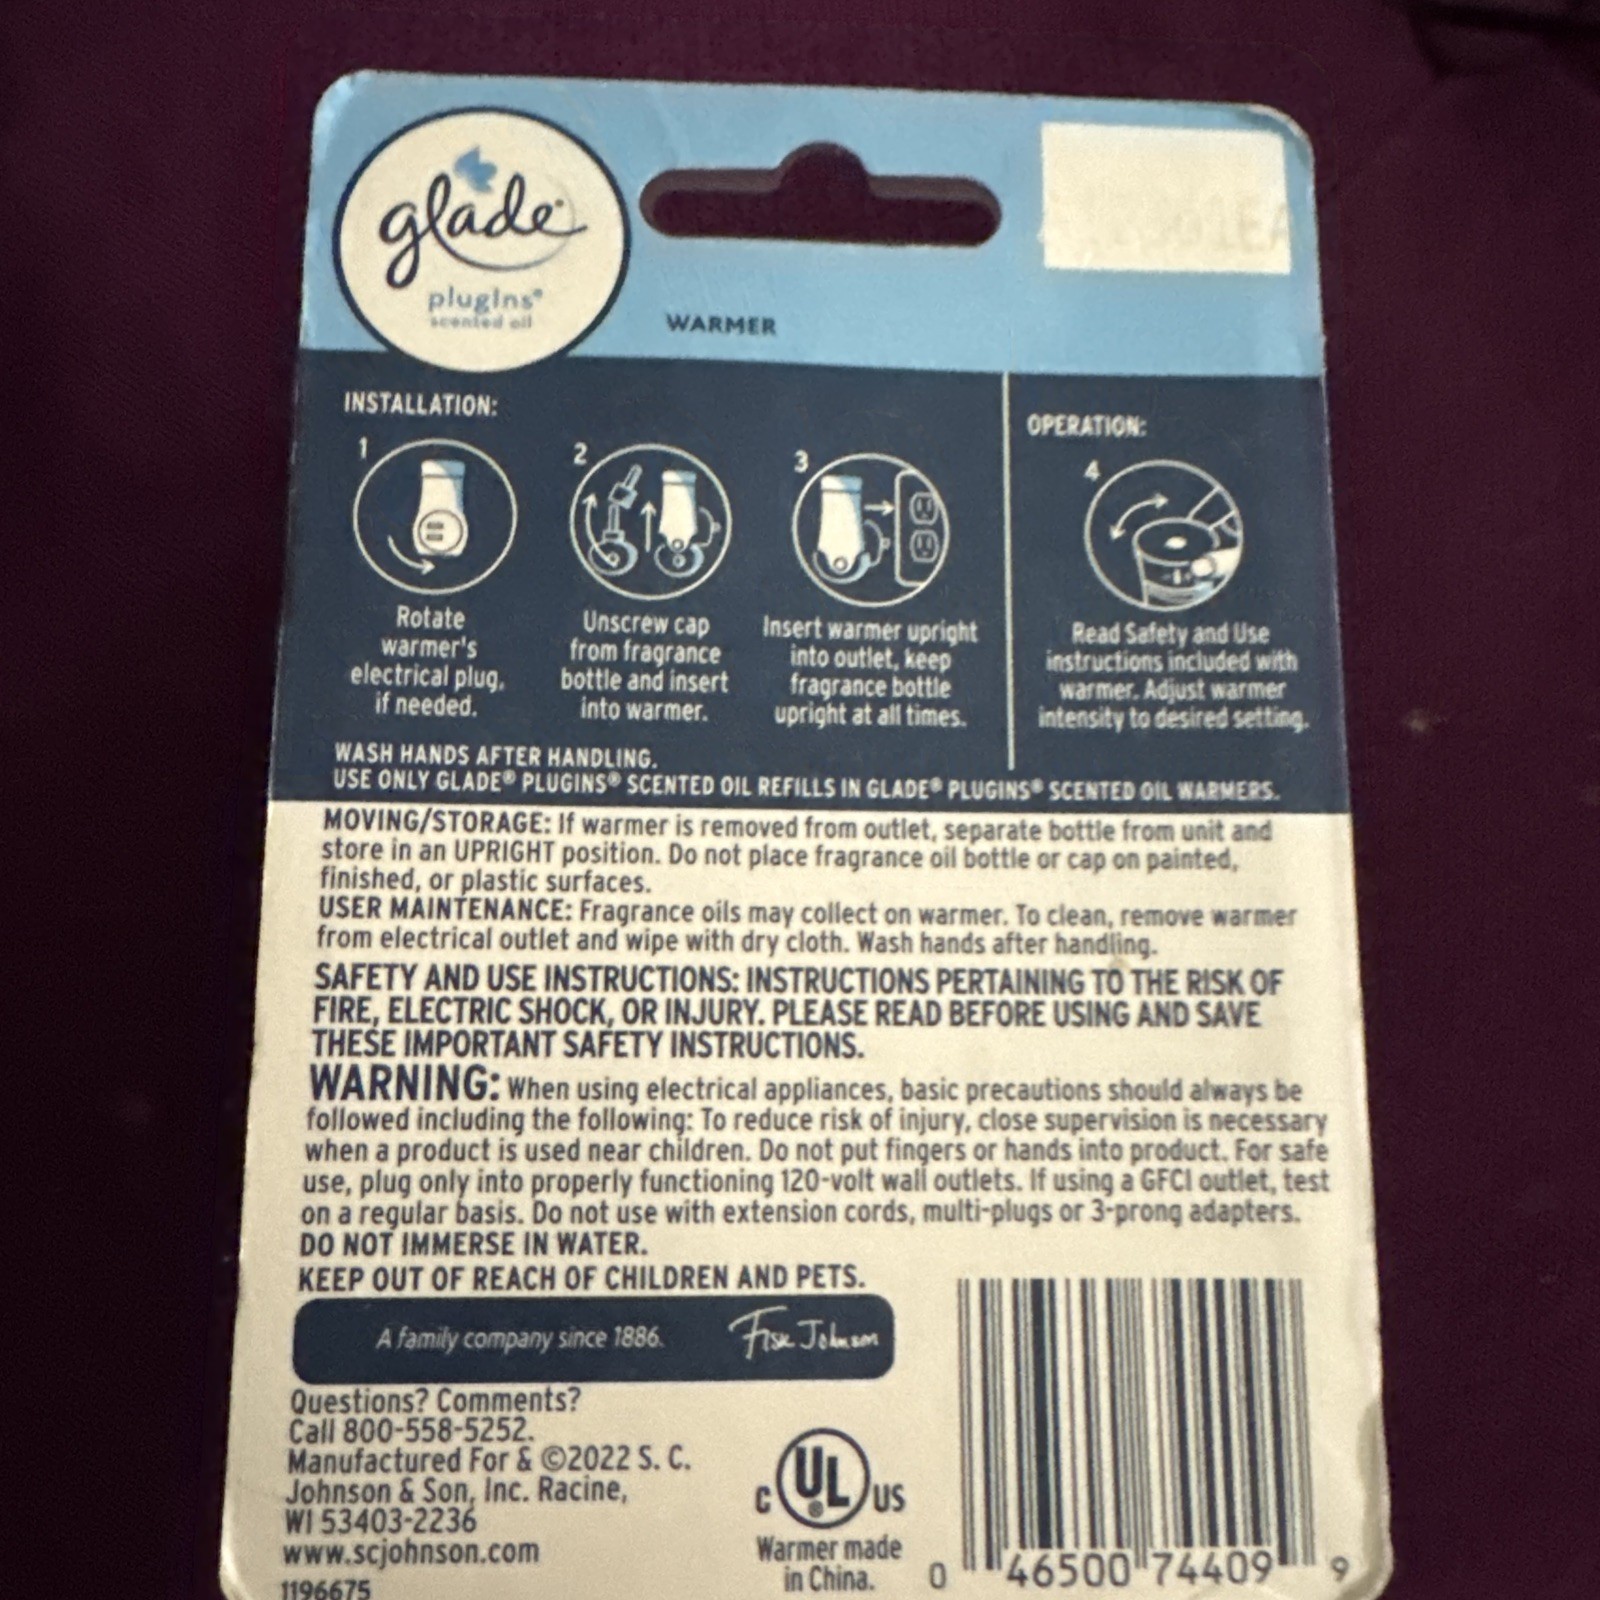 glade
plugIns®
scented oil
WARMER
INSTALLATION:
1
Rotate
warmer's
electrical plug,
if needed.
2
Unscrew cap
from fragrance
bottle and insert
into warmer.
3
Insert warmer upright
into outlet, keep
fragrance bottle
upright at all times.
OPERATION:
4
Read Safety and Use
instructions included with
warmer. Adjust warmer
intensity to desired setting.
WASH HANDS AFTER HANDLING.
USE ONLY GLADE® PLUGINS® SCENTED OIL REFILLS IN GLADE® PLUGINS® SCENTED OIL WARMERS.
MOVING/STORAGE: If warmer is removed from outlet, separate bottle from unit and
store in an UPRIGHT position. Do not place fragrance oil bottle or cap on painted,
finished, or plastic surfaces.
USER MAINTENANCE: Fragrance oils may collect on warmer. To clean, remove warmer
from electrical outlet and wipe with dry cloth. Wash hands after handling.
SAFETY AND USE INSTRUCTIONS: INSTRUCTIONS PERTAINING TO THE RISK OF
FIRE, ELECTRIC SHOCK, OR INJURY. PLEASE READ BEFORE USING AND SAVE
THESE IMPORTANT SAFETY INSTRUCTIONS.
WARNING: When using electrical appliances, basic precautions should always be
followed including the following: To reduce risk of injury, close supervision is necessary
when a product is used near children. Do not put fingers or hands into product. For safe
use, plug only into properly functioning 120-volt wall outlets. If using a GFCI outlet, test
on a regular basis. Do not use with extension cords, multi-plugs or 3-prong adapters.
DO NOT IMMERSE IN WATER.
KEEP OUT OF REACH OF CHILDREN AND PETS.
A family company since 1886. Fisk Johnson
Questions? Comments?
Call 800-558-5252.
Manufactured For & ©2022 S. C.
Johnson & Son, Inc. Racine,
WI 53403-2236
www.scjohnson.com
1196675
C UL® US
Warmer made
in China.
0 46500 74409 9